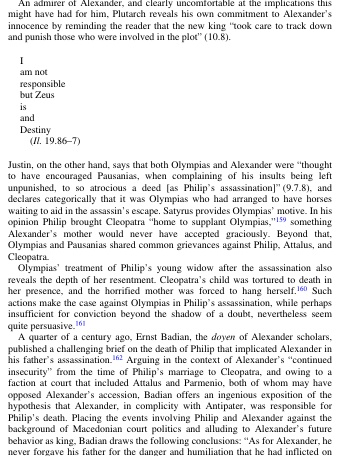 An admirer of Alexander, and clearly uncomfortable at the implications this
might have had for him, Plutarch reveals his own commitment to Alexander’s
innocence by reminding the reader that the new king “took care to track down
and punish those who were involved in the plot” (10.8).
I
am not
responsible
but Zeus
is
and
Destiny
(Il. 19.86–7)
Justin, on the other hand, says that both Olympias and Alexander were “thought
to have encouraged Pausanias, when complaining of his insults being left
unpunished, to so atrocious a deed [as Philip’s assassination]” (9.7.8), and
declares categorically that it was Olympias who had arranged to have horses
waiting to aid in the assassin’s escape. Satyrus provides Olympias’ motive. In his
opinion Philip brought Cleopatra “home to supplant Olympias,”159 something
Alexander’s mother would never have accepted graciously. Beyond that,
Olympias and Pausanias shared common grievances against Philip, Attalus, and
Cleopatra.
Olympias’ treatment of Philip’s young widow after the assassination also
reveals the depth of her resentment. Cleopatra’s child was tortured to death in
her presence, and the horrified mother was forced to hang herself.160 Such
actions make the case against Olympias in Philip’s assassination, while perhaps
insufficient for conviction beyond the shadow of a doubt, nevertheless seem
quite persuasive.161
A quarter of a century ago, Ernst Badian, the doyen of Alexander scholars,
published a challenging brief on the death of Philip that implicated Alexander in
his father’s assassination.162 Arguing in the context of Alexander’s “continued
insecurity” from the time of Philip’s marriage to Cleopatra, and owing to a
faction at court that included Attalus and Parmenio, both of whom may have
opposed Alexander’s accession, Badian offers an ingenious exposition of the
hypothesis that Alexander, in complicity with Antipater, was responsible for
Philip’s death. Placing the events involving Philip and Alexander against the
background of Macedonian court politics and alluding to Alexander’s future
behavior as king, Badian draws the following conclusions: “As for Alexander, he
never forgave his father for the danger and humiliation that he had inflicted on